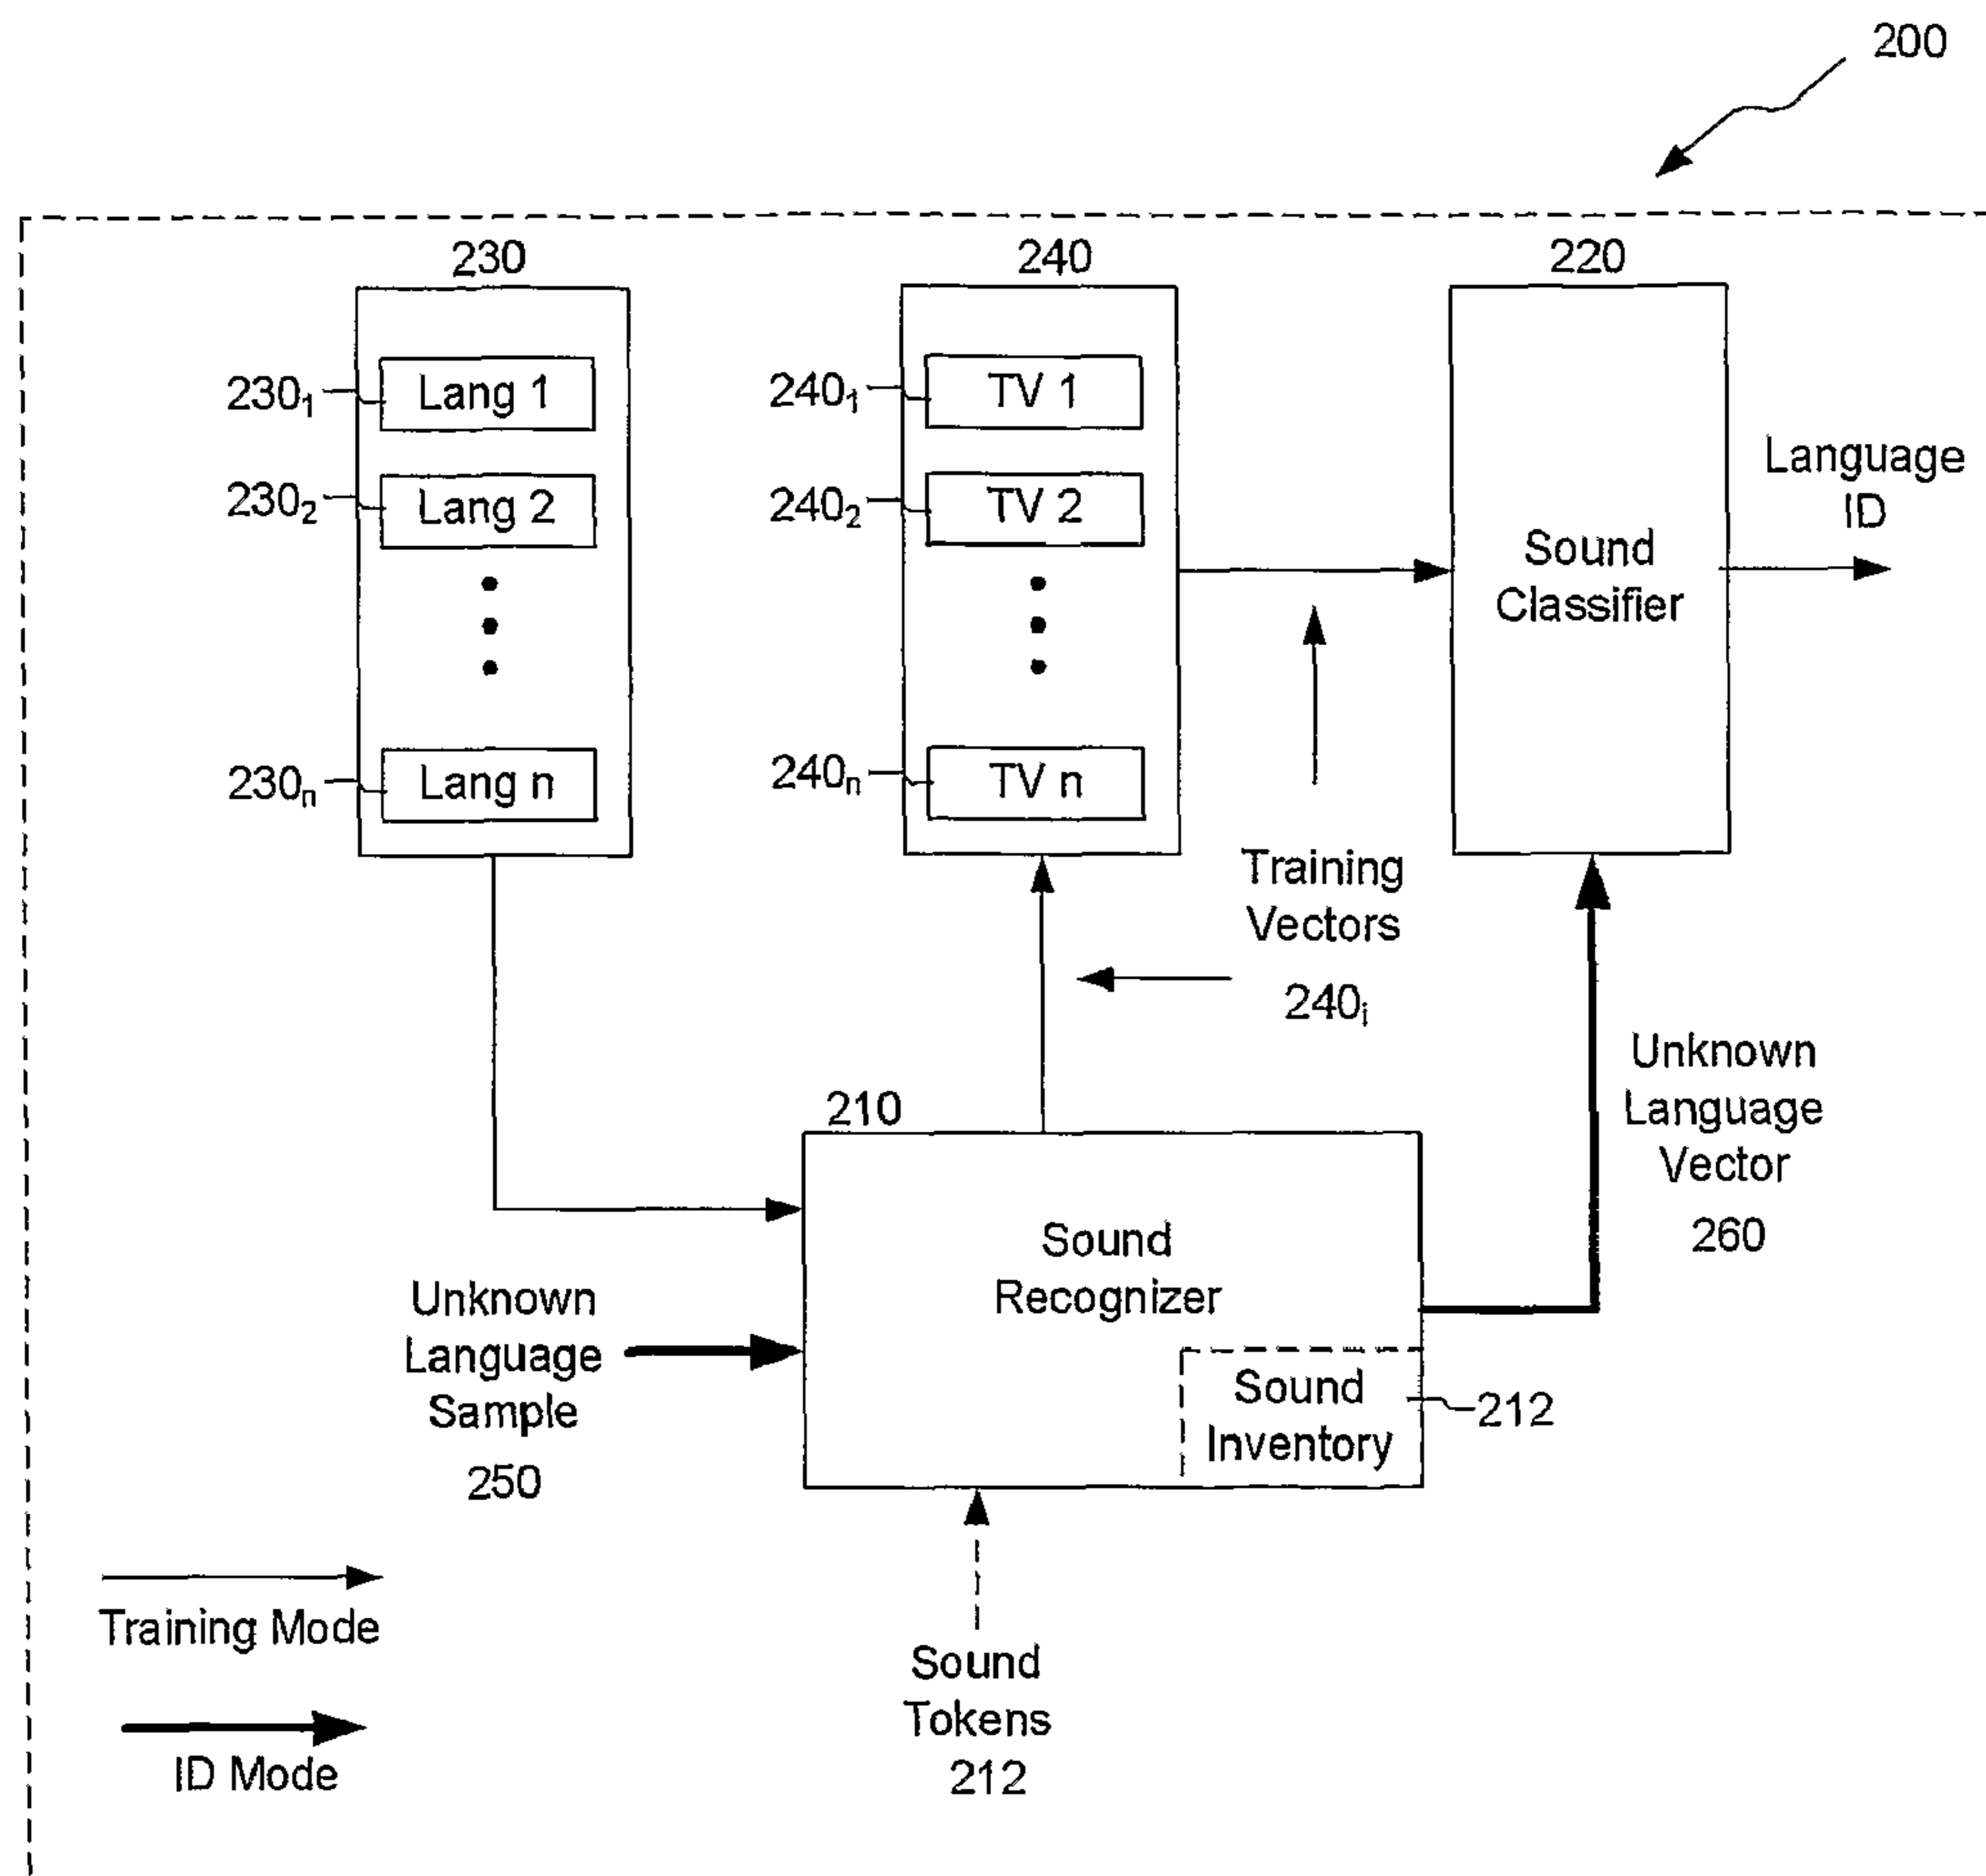 200
230
240
220
230₁
Lang 1
240₁
TV 1
230₂
Lang 2
240₂
TV 2
230ₙ
Lang n
240ₙ
TV n
Sound
Classifier
Language
ID
Training
Vectors
240ᵢ
Unknown
Language
Vector
260
210
Sound
Recognizer
Sound
Inventory
212
Unknown
Language
Sample
250
Sound
Tokens
212
Training Mode
ID Mode